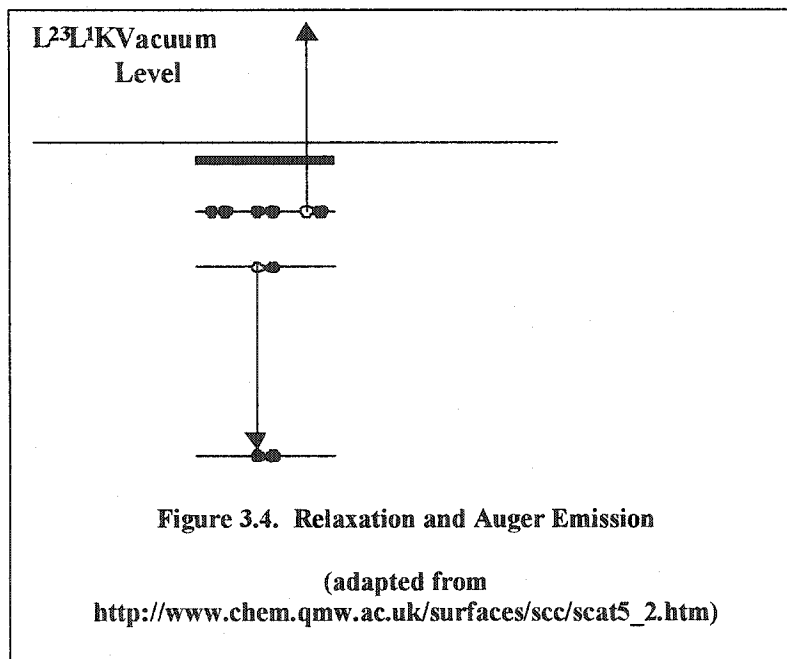 L²³L¹KVacuum
Level
Figure 3.4. Relaxation and Auger Emission
(adapted from
http://www.chem.qmw.ac.uk/surfaces/scc/scat5_2.htm)